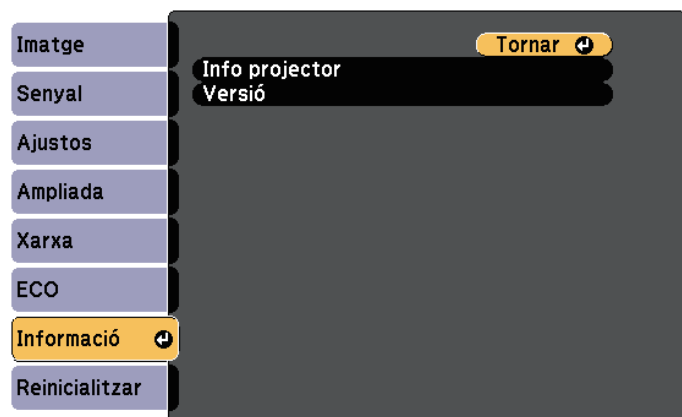 Imatge
Senyal
Ajustos
Ampliada
Xarxa
ECO
Informació
Reinicialitzar
Tornar
Info projector
Versió